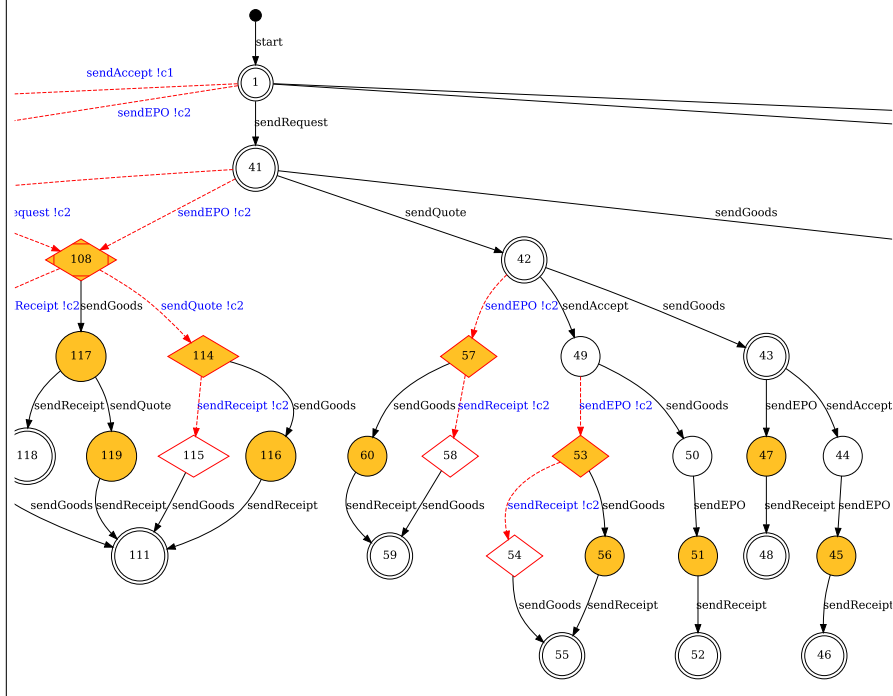 start
sendAccept !c1
1
sendEPO !c2
sendRequest
41
equest !c2
sendEPO !c2
sendQuote
sendGoods
108
42
Receipt !c2
sendGoods
sendQuote !c2
sendEPO !c2
sendAccept
sendGoods
117
114
57
49
43
sendReceipt
sendQuote
sendReceipt !c2
sendGoods
sendGoods
sendReceipt !c2
sendEPO !c2
sendGoods
sendEPO
sendAccept
118
119
115
116
60
58
53
50
47
44
sendGoods
sendReceipt
sendGoods
sendReceipt
sendReceipt
sendGoods
sendReceipt !c2
sendGoods
sendEPO
sendReceipt
sendEPO
111
59
54
56
51
48
45
sendGoods
sendReceipt
sendReceipt
sendReceipt
55
52
46